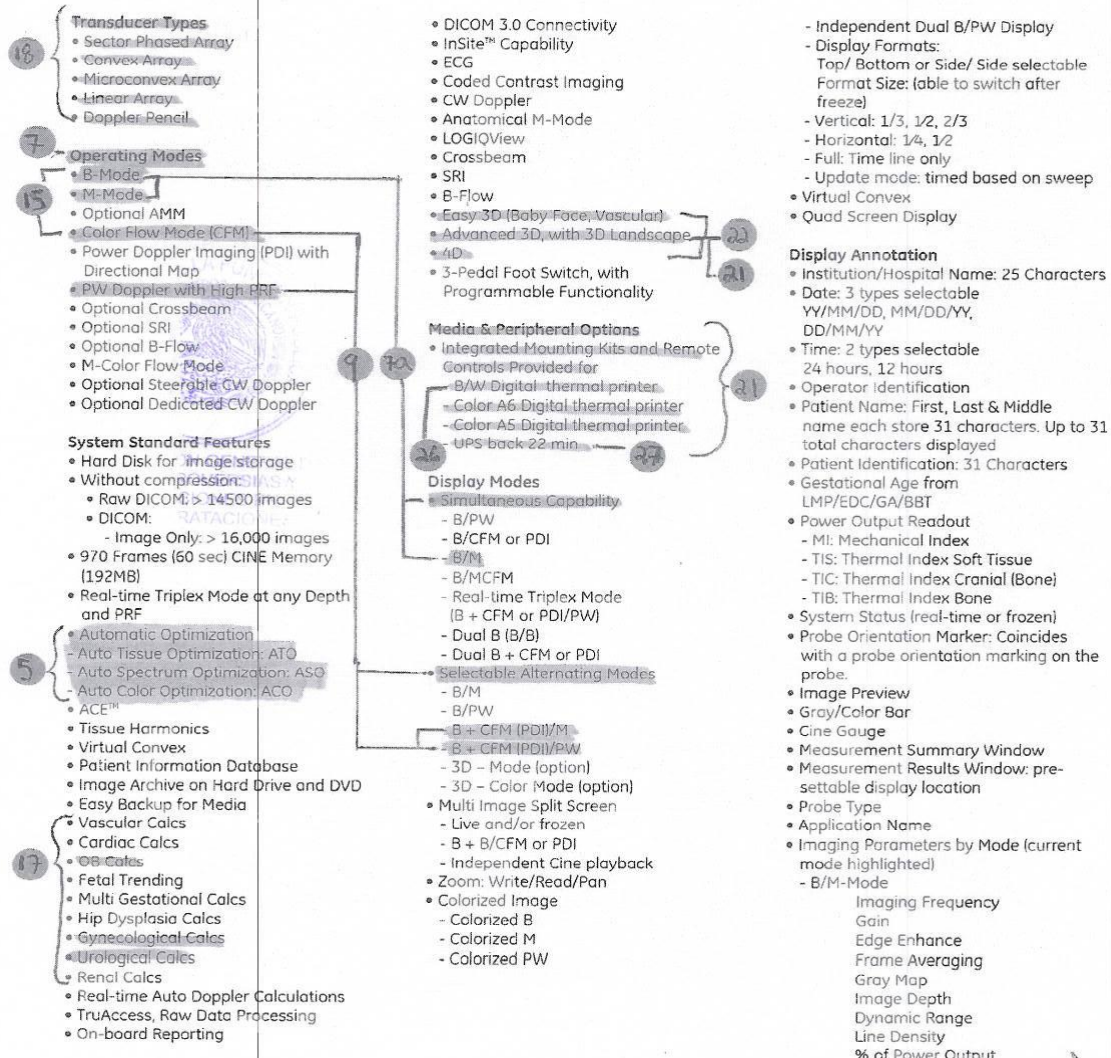 18
Transducer Types
• Sector Phased Array
• Convex Array
• Microconvex Array
• Linear Array
• Doppler Pencil
7
Operating Modes
15
• B-Mode
• M-Mode
• Optional AMM
• Color Flow Mode (CFM)
• Power Doppler Imaging (PDI) with
Directional Map
• PW Doppler with High PRF
• Optional Crossbeam
• Optional SRI
• Optional B-Flow
• M-Color Flow Mode
• Optional Steerable CW Doppler
• Optional Dedicated CW Doppler
9
7a
System Standard Features
• Hard Disk for image storage
• Without compression:
• Raw DICOM: > 14500 images
• DICOM:
- Image Only: > 16,000 images
• 970 Frames (60 sec) CINE Memory
(192MB)
• Real-time Triplex Mode at any Depth
and PRF
5
• Automatic Optimization
- Auto Tissue Optimization: ATO
- Auto Spectrum Optimization: ASO
- Auto Color Optimization: ACO
• ACE™
• Tissue Harmonics
• Virtual Convex
• Patient Information Database
• Image Archive on Hard Drive and DVD
• Easy Backup for Media
17
• Vascular Calcs
• Cardiac Calcs
• OB Calcs
• Fetal Trending
• Multi Gestational Calcs
• Hip Dysplasia Calcs
• Gynecological Calcs
• Urological Calcs
• Renal Calcs
• Real-time Auto Doppler Calculations
• TruAccess, Raw Data Processing
• On-board Reporting
• DICOM 3.0 Connectivity
• InSite™ Capability
• ECG
• Coded Contrast Imaging
• CW Doppler
• Anatomical M-Mode
• LOGIQView
• Crossbeam
• SRI
• B-Flow
• Easy 3D (Baby Face, Vascular)
• Advanced 3D, with 3D Landscape
• 4D
22
21
• 3-Pedal Foot Switch, with
Programmable Functionality
Media & Peripheral Options
• Integrated Mounting Kits and Remote
Controls Provided for
- B/W Digital thermal printer
- Color A6 Digital thermal printer
- Color A5 Digital thermal printer
- UPS back 22 min.
21
26
27
Display Modes
• Simultaneous Capability
- B/PW
- B/CFM or PDI
- B/M
- B/MCFM
- Real-time Triplex Mode
(B + CFM or PDI/PW)
- Dual B (B/B)
- Dual B + CFM or PDI
• Selectable Alternating Modes
- B/M
- B/PW
- B + CFM (PDI)/M
- B + CFM (PDI)/PW
- 3D – Mode (option)
- 3D – Color Mode (option)
• Multi Image Split Screen
- Live and/or frozen
- B + B/CFM or PDI
- Independent Cine playback
• Zoom: Write/Read/Pan
• Colorized Image
- Colorized B
- Colorized M
- Colorized PW
- Independent Dual B/PW Display
- Display Formats:
Top/ Bottom or Side/ Side selectable
Format Size: (able to switch after
freeze)
- Vertical: 1/3, 1/2, 2/3
- Horizontal: 1/4, 1/2
- Full: Time line only
- Update mode: timed based on sweep
• Virtual Convex
• Quad Screen Display
Display Annotation
• Institution/Hospital Name: 25 Characters
• Date: 3 types selectable
YY/MM/DD, MM/DD/YY,
DD/MM/YY
• Time: 2 types selectable
24 hours, 12 hours
• Operator Identification
• Patient Name: First, Last & Middle
name each store 31 characters. Up to 31
total characters displayed
• Patient Identification: 31 Characters
• Gestational Age from
LMP/EDC/GA/BBT
• Power Output Readout
- MI: Mechanical Index
- TIS: Thermal Index Soft Tissue
- TIC: Thermal Index Cranial (Bone)
- TIB: Thermal Index Bone
• System Status (real-time or frozen)
• Probe Orientation Marker: Coincides
with a probe orientation marking on the
probe.
• Image Preview
• Gray/Color Bar
• Cine Gauge
• Measurement Summary Window
• Measurement Results Window: pre-
settable display location
• Probe Type
• Application Name
• Imaging Parameters by Mode (current
mode highlighted)
- B/M-Mode
Imaging Frequency
Gain
Edge Enhance
Frame Averaging
Gray Map
Image Depth
Dynamic Range
Line Density
% of Power Output